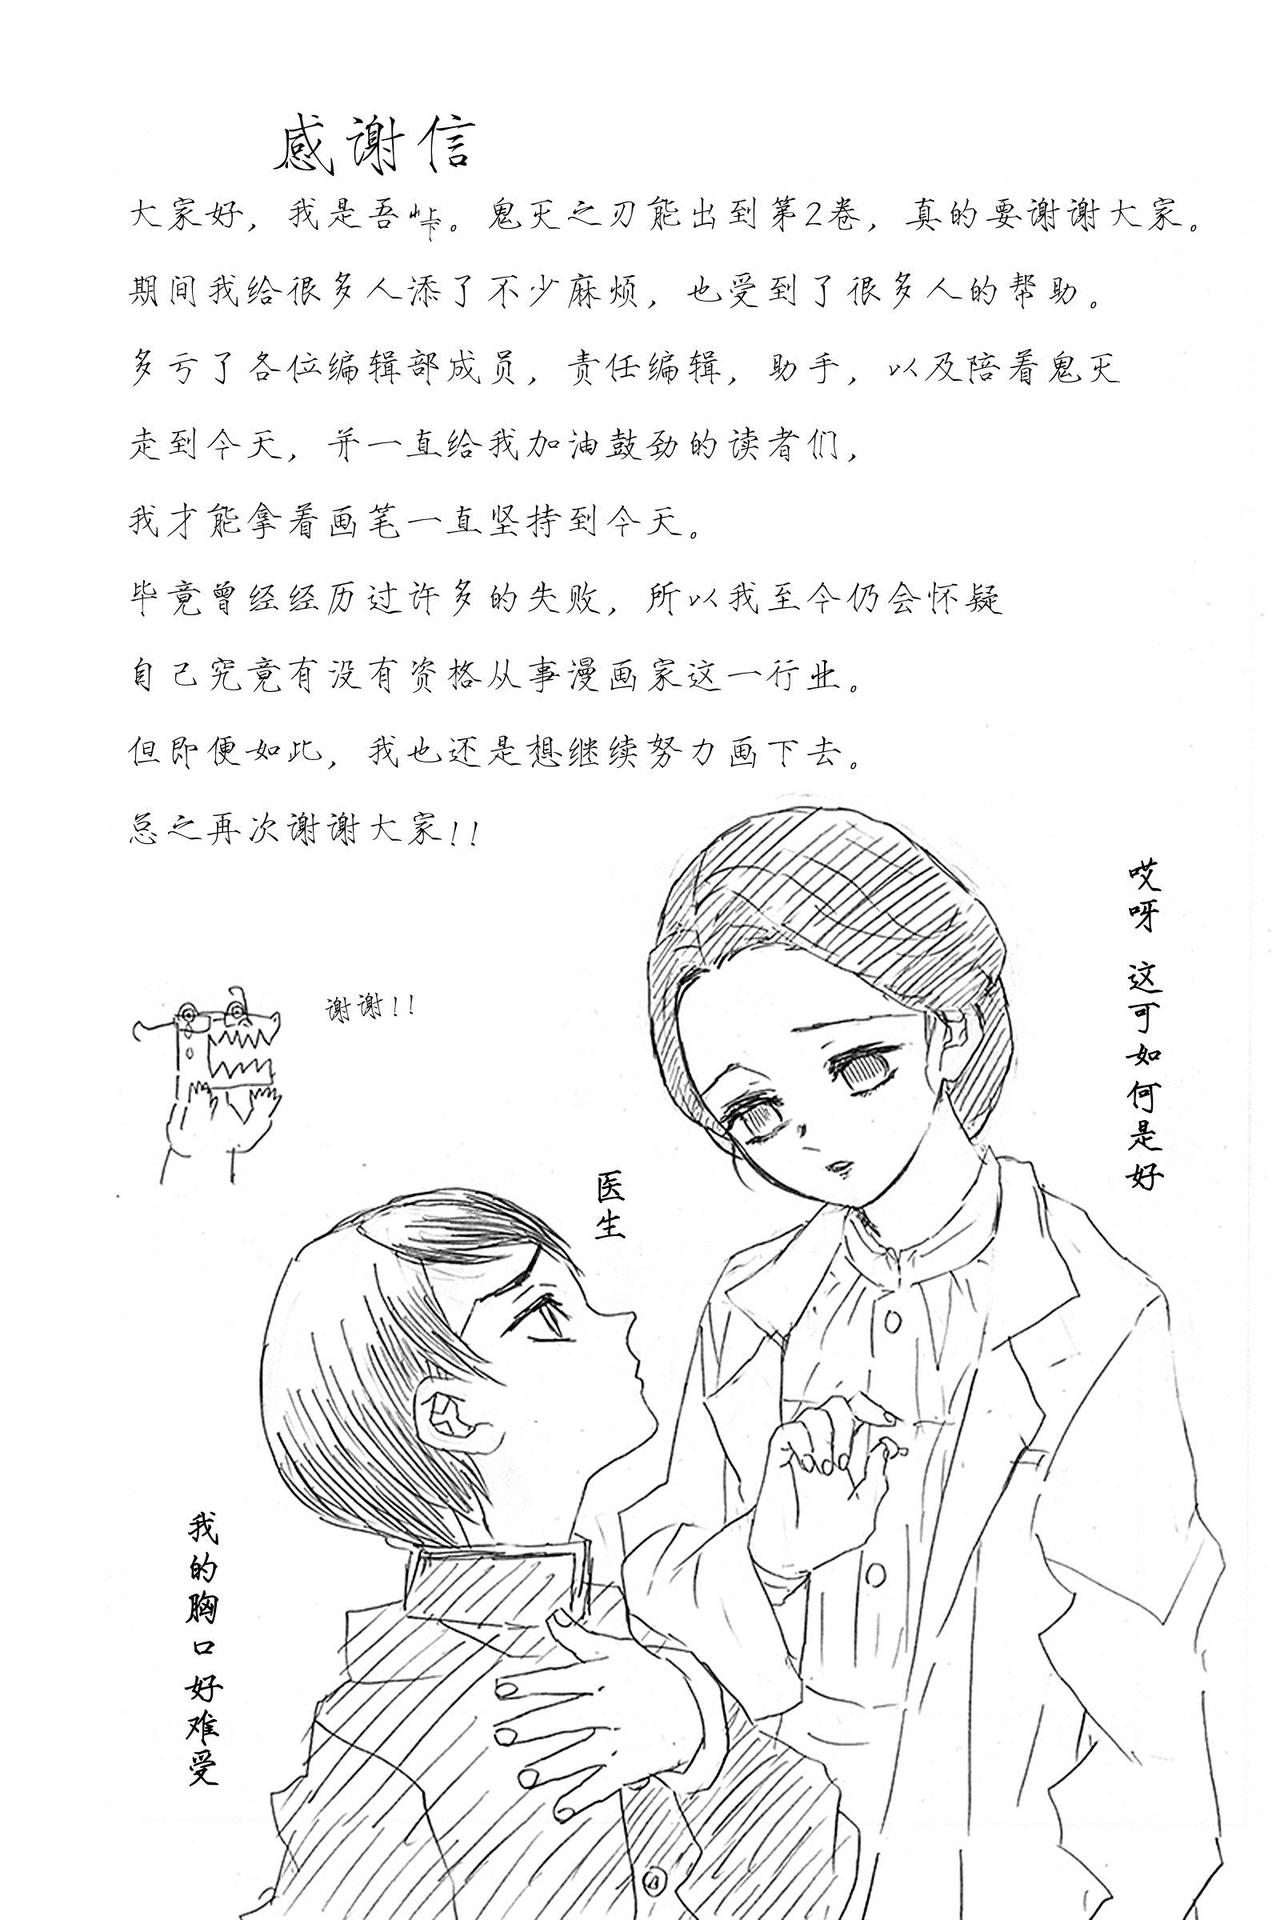 感谢信
大家好，我是吾峠。鬼灭之刃能出到第2卷，真的要谢谢大家。
期间我给很多人添了不少麻烦，也受到了很多人的帮助。
多亏了各位编辑部成员，责任编辑，助手，以及陪着鬼灭
走到今天，并一直给我加油鼓劲的读者们，
我才能拿着画笔一直坚持到今天。
毕竟曾经经历过许多的失败，所以我至今仍会怀疑
自己究竟有没有资格从事漫画家这一行业。
但即便如此，我也还是想继续努力画下去。
总之再次谢谢大家!!
哎呀 这可如何是好
谢谢!!
医生
我的胸口好难受